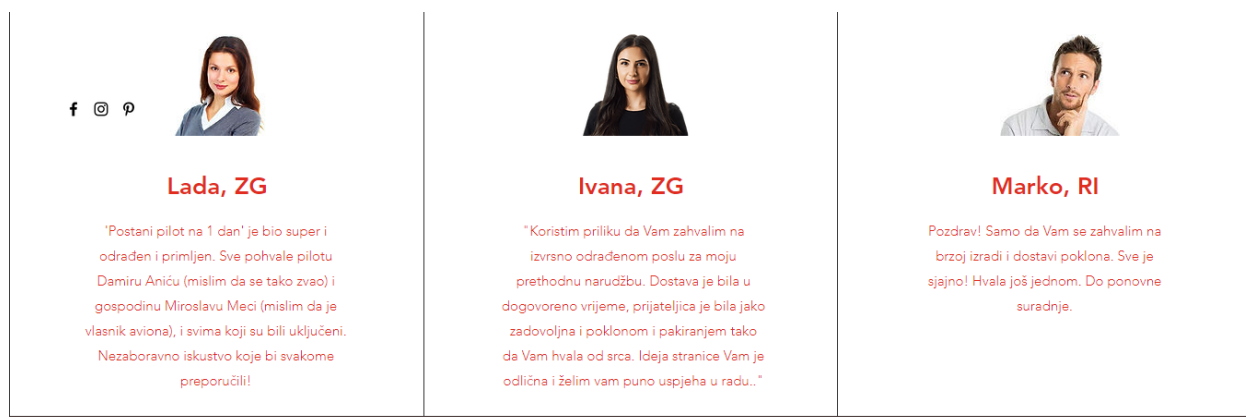 Lada, ZG
'Postani pilot na 1 dan' je bio super i
odrađen i primljen. Sve pohvale pilotu
Damiru Aniću (mislim da se tako zvao) i
gospodinu Miroslavu Meci (mislim da je
vlasnik aviona), i svima koji su bili uključeni.
Nezaboravno iskustvo koje bi svakome
preporučili!
Ivana, ZG
"Koristim priliku da Vam zahvalim na
izvrsno odrađenom poslu za moju
prethodnu narudžbu. Dostava je bila u
dogovoreno vrijeme, prijateljica je bila jako
zadovoljna i poklonom i pakiranjem tako
da Vam hvala od srca. Ideja stranice Vam je
odlična i želim vam puno uspjeha u radu.."
Marko, RI
Pozdrav! Samo da Vam se zahvalim na
brzoj izradi i dostavi poklona. Sve je
sjajno! Hvala još jednom. Do ponovne
suradnje.